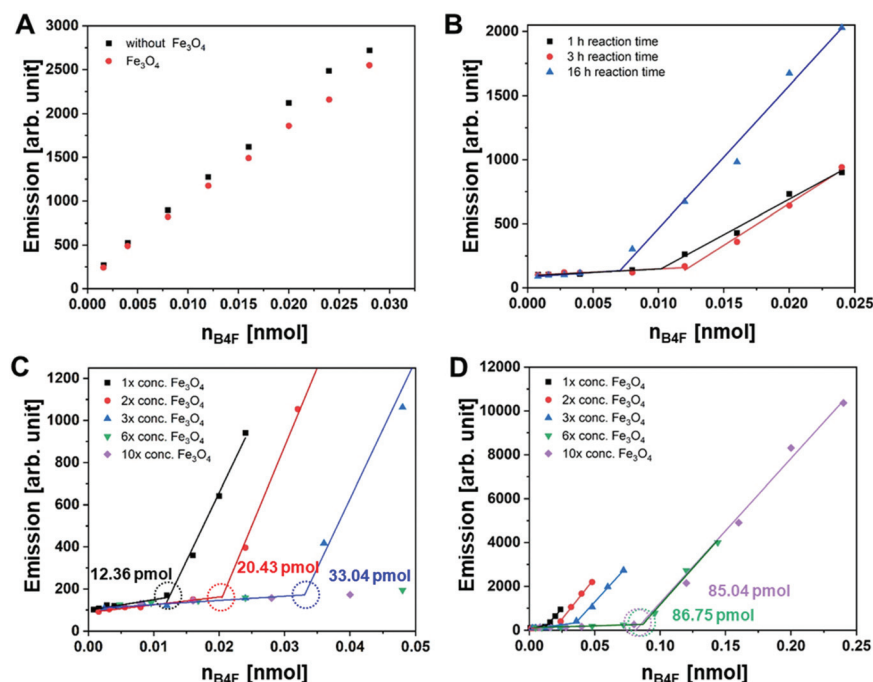 A
3000
2500
2000
1500
1000
500
0
0.000 0.005 0.010 0.015 0.020 0.025 0.030
Emission [arb. unit]
n_B4F [nmol]
without Fe₃O₄
Fe₃O₄
B
2000
1500
1000
500
0
0.000 0.005 0.010 0.015 0.020 0.025
Emission [arb. unit]
n_B4F [nmol]
1 h reaction time
3 h reaction time
16 h reaction time
C
1200
1000
800
600
400
200
0
0.00 0.01 0.02 0.03 0.04 0.05
Emission [arb. unit]
n_B4F [nmol]
1x conc. Fe₃O₄
2x conc. Fe₃O₄
3x conc. Fe₃O₄
6x conc. Fe₃O₄
10x conc. Fe₃O₄
12.36 pmol
20.43 pmol
33.04 pmol
D
12000
10000
8000
6000
4000
2000
0
0.00 0.05 0.10 0.15 0.20 0.25
Emission [arb. unit]
n_B4F [nmol]
1x conc. Fe₃O₄
2x conc. Fe₃O₄
3x conc. Fe₃O₄
6x conc. Fe₃O₄
10x conc. Fe₃O₄
85.04 pmol
86.75 pmol